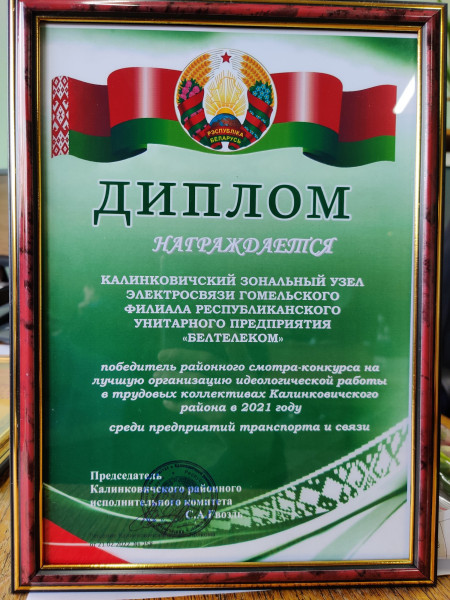 РЭСПУБЛІКА
БЕЛАРУСЬ
ДИПЛОМ
НАГРАЖДАЕТСЯ
КАЛИНКОВИЧСКИЙ ЗОНАЛЬНЫЙ УЗЕЛ
ЭЛЕКТРОСВЯЗИ ГОМЕЛЬСКОГО
ФИЛИАЛА РЕСПУБЛИКАНСКОГО
УНИТАРНОГО ПРЕДПРИЯТИЯ
«БЕЛТЕЛЕКОМ»
победитель районного смотра-конкурса на
лучшую организацию идеологической работы
в трудовых коллективах Калинковичского
района в 2021 году
среди предприятий транспорта и связи
Председатель
Калинковичского районного
исполнительного комитета
С.А.Гвоздь